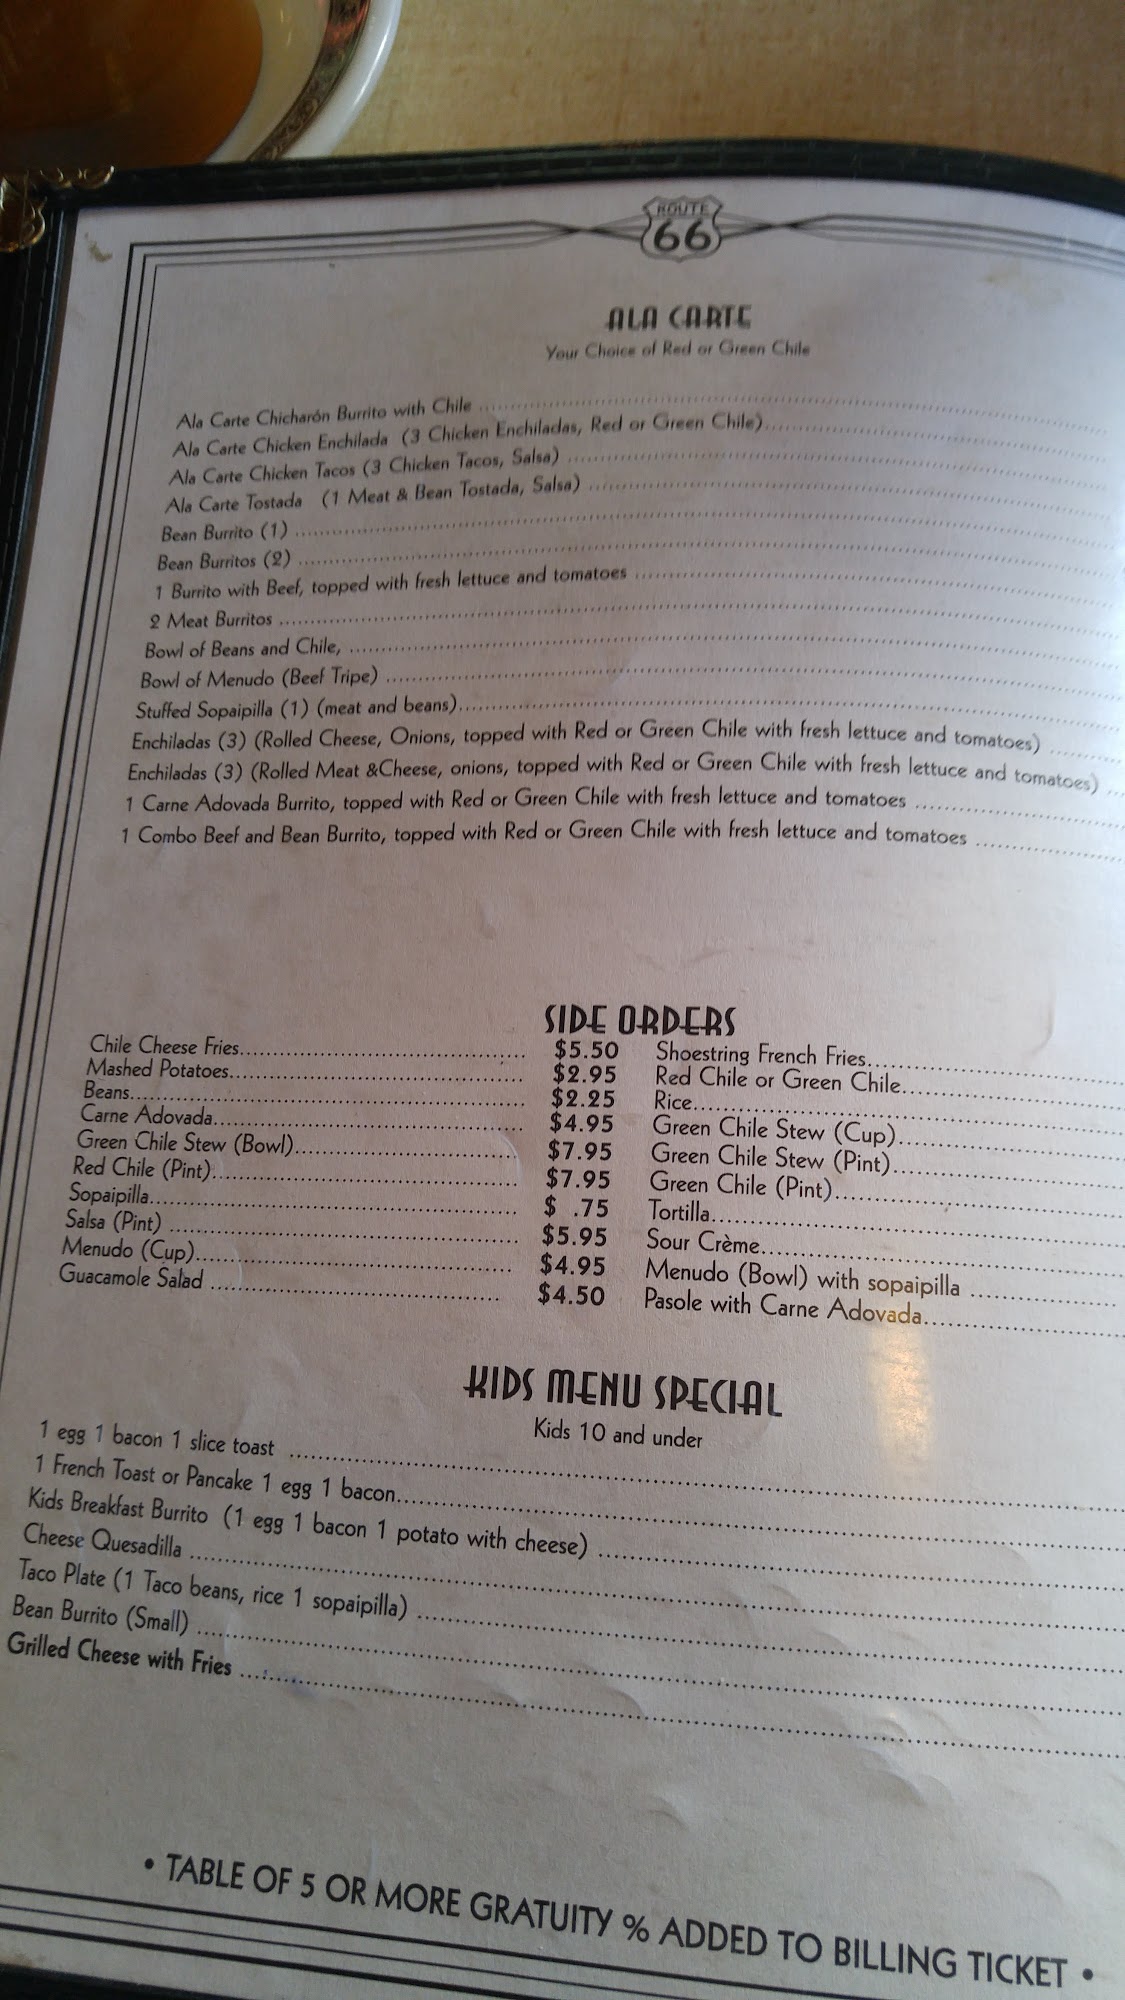 ROUTE
66
ALA CARTE
Your Choice of Red or Green Chile
Ala Carte Chicharón Burrito with Chile
Ala Carte Chicken Enchilada (3 Chicken Enchiladas, Red or Green Chile)
Ala Carte Chicken Tacos (3 Chicken Tacos, Salsa)
Ala Carte Tostada (1 Meat & Bean Tostada, Salsa)
Bean Burrito (1)
Bean Burritos (2)
1 Burrito with Beef, topped with fresh lettuce and tomatoes
2 Meat Burritos
Bowl of Beans and Chile,
Bowl of Menudo (Beef Tripe)
Stuffed Sopaipilla (1) (meat and beans)
Enchiladas (3) (Rolled Cheese, Onions, topped with Red or Green Chile with fresh lettuce and tomatoes)
Enchiladas (3) (Rolled Meat &Cheese, onions, topped with Red or Green Chile with fresh lettuce and tomatoes)
1 Carne Adovada Burrito, topped with Red or Green Chile with fresh lettuce and tomatoes
1 Combo Beef and Bean Burrito, topped with Red or Green Chile with fresh lettuce and tomatoes
SIDE ORDERS
Chile Cheese Fries $5.50 Shoestring French Fries
Mashed Potatoes $2.95 Red Chile or Green Chile
Beans $2.25 Rice
Carne Adovada $4.95 Green Chile Stew (Cup)
Green Chile Stew (Bowl) $7.95 Green Chile Stew (Pint)
Red Chile (Pint) $7.95 Green Chile (Pint)
Sopaipilla $ .75 Tortilla
Salsa (Pint) $5.95 Sour Crème
Menudo (Cup) $4.95 Menudo (Bowl) with sopaipilla
Guacamole Salad $4.50 Pasole with Carne Adovada
KIDS MENU SPECIAL
Kids 10 and under
1 egg 1 bacon 1 slice toast
1 French Toast or Pancake 1 egg 1 bacon
Kids Breakfast Burrito (1 egg 1 bacon 1 potato with cheese)
Cheese Quesadilla
Taco Plate (1 Taco beans, rice 1 sopaipilla)
Bean Burrito (Small)
Grilled Cheese with Fries
• TABLE OF 5 OR MORE GRATUITY % ADDED TO BILLING TICKET •